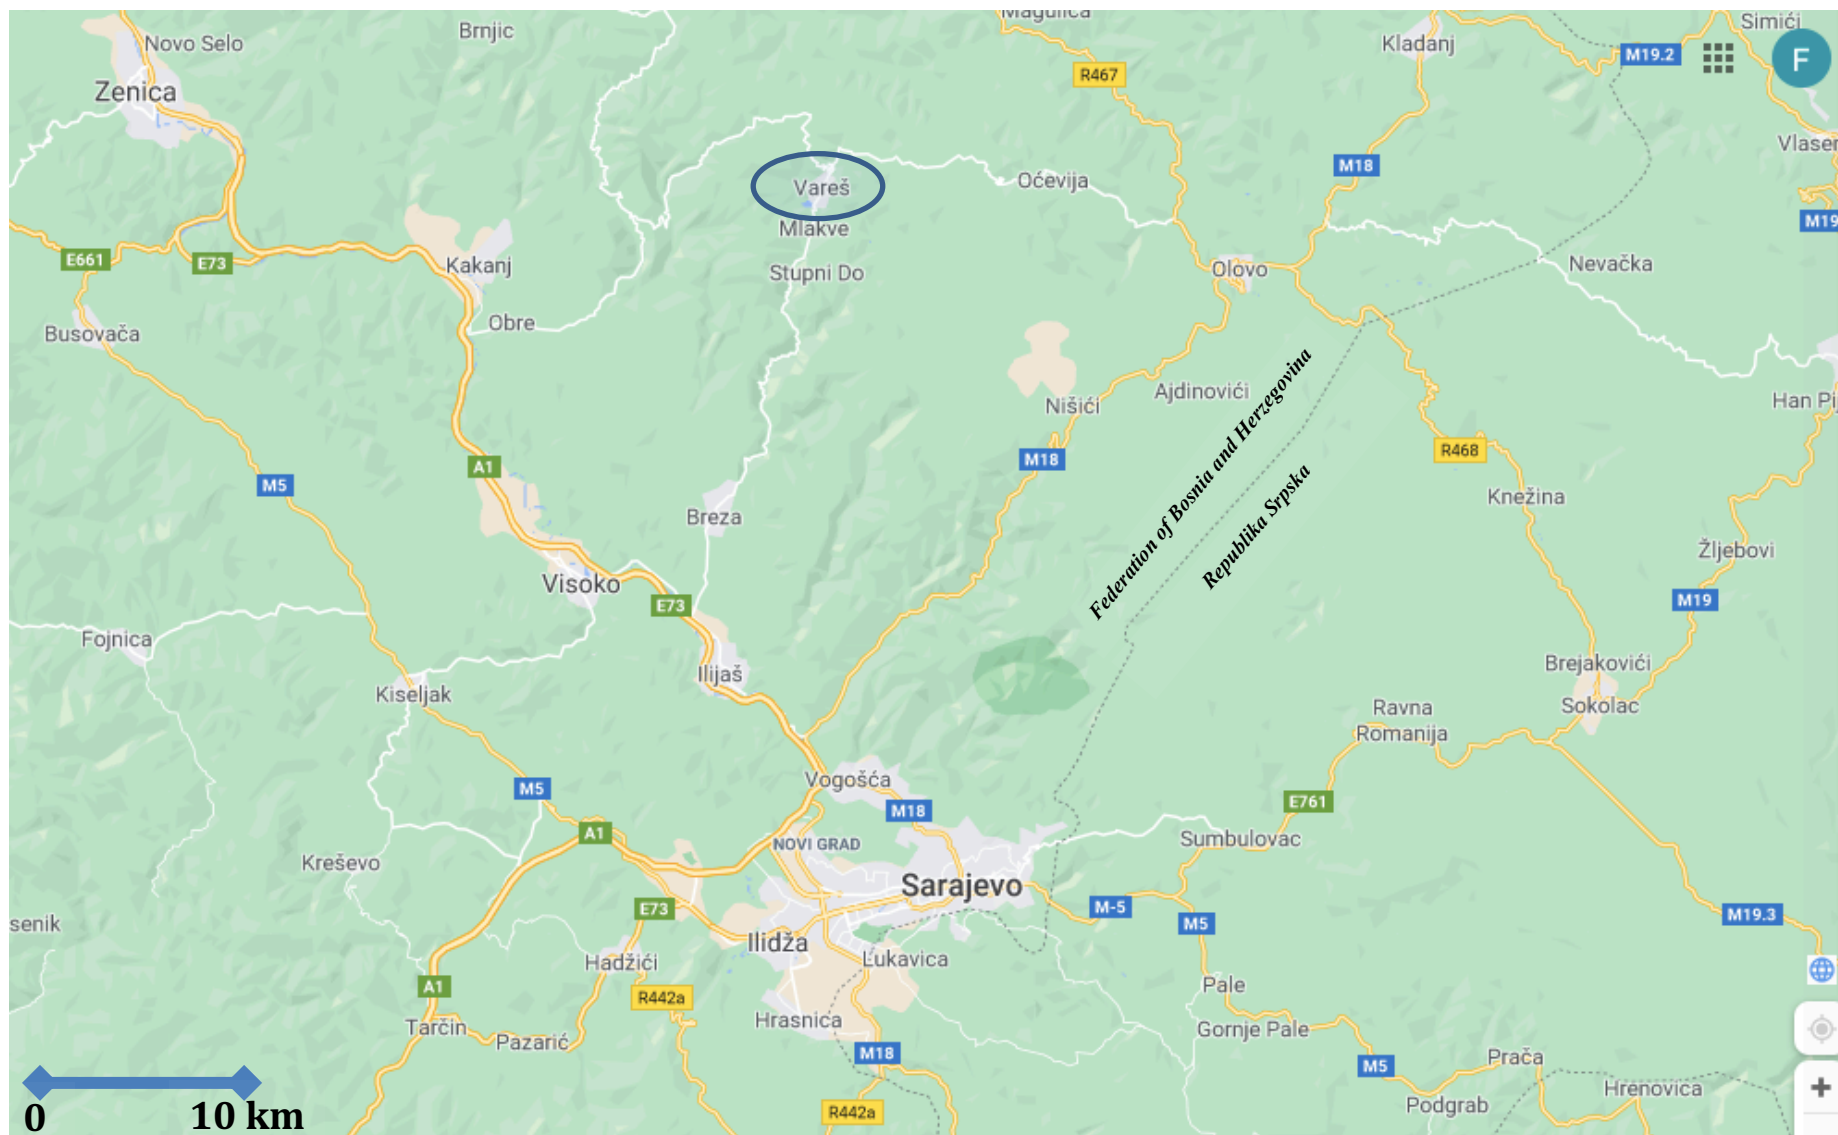 Magulica
Simići
Brnjic
Novo Selo
Kladanj
M19.2
F
R467
Zenica
Vlaser
M18
Oćevija
Vareš
M19
Mlakve
E661
E73
Kakanj
Stupni Do
Olovo
Nevačka
Obre
Busovača
Federation of Bosnia and Herzegovina
Republika Srpska
Ajdinovići
Nišići
Han Pi
R468
M18
A1
M5
Knežina
Breza
Žljebovi
Visoko
E73
M19
Fojnica
Brejakovići
Ilijaš
Kiseljak
Sokolac
Ravna
Romanija
Vogošća
M5
E761
M18
A1
NOVI GRAD
Sumbulovac
Kreševo
Sarajevo
E73
M-5
M5
M19.3
senik
Ilidža
Hadžići
Lukavica
A1
R442a
Pale
Hrasnica
Tarčin
Pazarić
Gornje Pale
M18
M5
Prača
Hrenovica
+
0
10 km
R442a
Podgrab